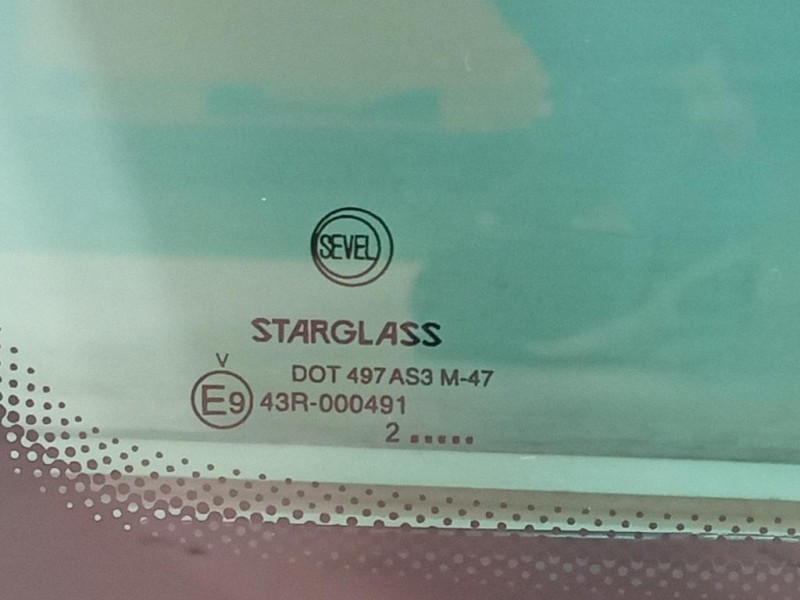 SEVEL
STARGLASS
V
DOT 497 AS3 M-47
E9 43R-000491
2 .....